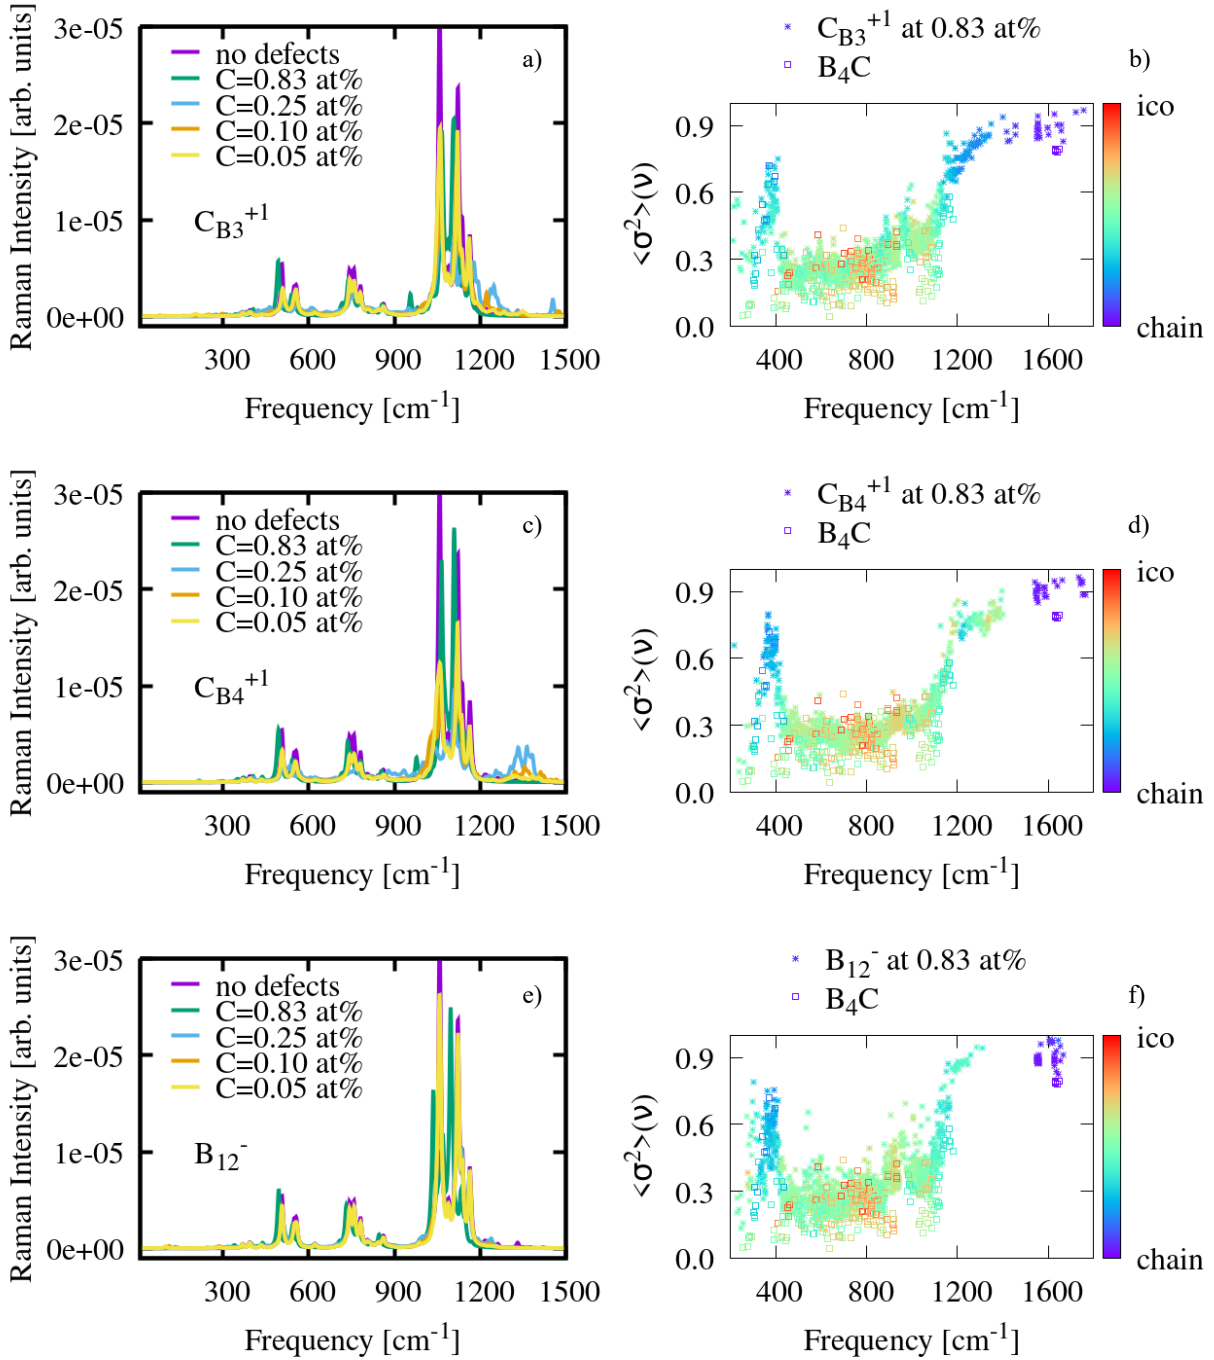 Raman Intensity [arb. units]
3e-05
2e-05
1e-05
0e+00
no defects
C=0.83 at%
C=0.25 at%
C=0.10 at%
C=0.05 at%
a)
C_B3^+1
300 600 900 1200 1500
Frequency [cm^-1]
C_B3^+1 at 0.83 at%
B_4C
b)
<σ²>(ν)
0.9
0.6
0.3
0.0
400 800 1200 1600
Frequency [cm^-1]
ico
chain
Raman Intensity [arb. units]
3e-05
2e-05
1e-05
0e+00
no defects
C=0.83 at%
C=0.25 at%
C=0.10 at%
C=0.05 at%
c)
C_B4^+1
300 600 900 1200 1500
Frequency [cm^-1]
C_B4^+1 at 0.83 at%
B_4C
d)
<σ²>(ν)
0.9
0.6
0.3
0.0
400 800 1200 1600
Frequency [cm^-1]
ico
chain
Raman Intensity [arb. units]
3e-05
2e-05
1e-05
0e+00
no defects
C=0.83 at%
C=0.25 at%
C=0.10 at%
C=0.05 at%
e)
B_12^-
300 600 900 1200 1500
Frequency [cm^-1]
B_12^- at 0.83 at%
B_4C
f)
<σ²>(ν)
0.9
0.6
0.3
0.0
400 800 1200 1600
Frequency [cm^-1]
ico
chain